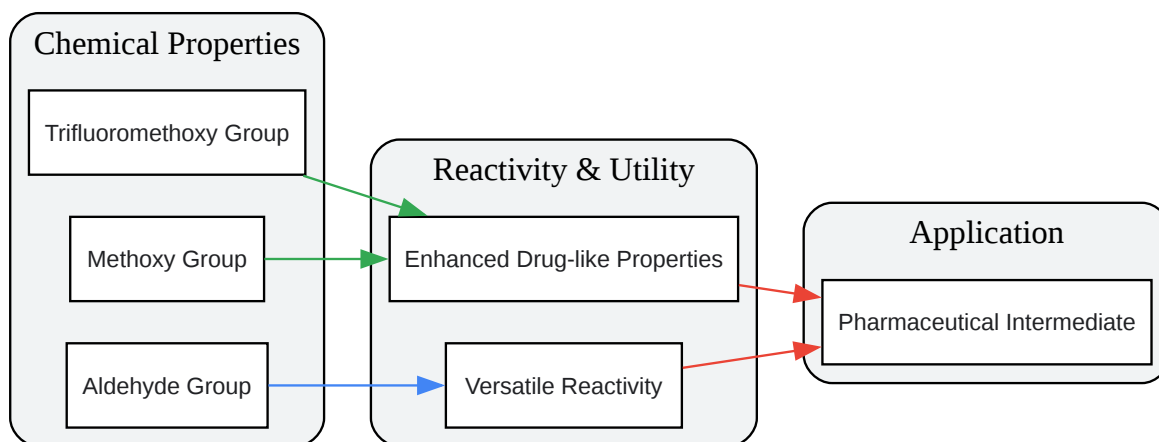 Chemical Properties
Trifluoromethoxy Group
Methoxy Group
Aldehyde Group
Reactivity & Utility
Enhanced Drug-like Properties
Versatile Reactivity
Application
Pharmaceutical Intermediate